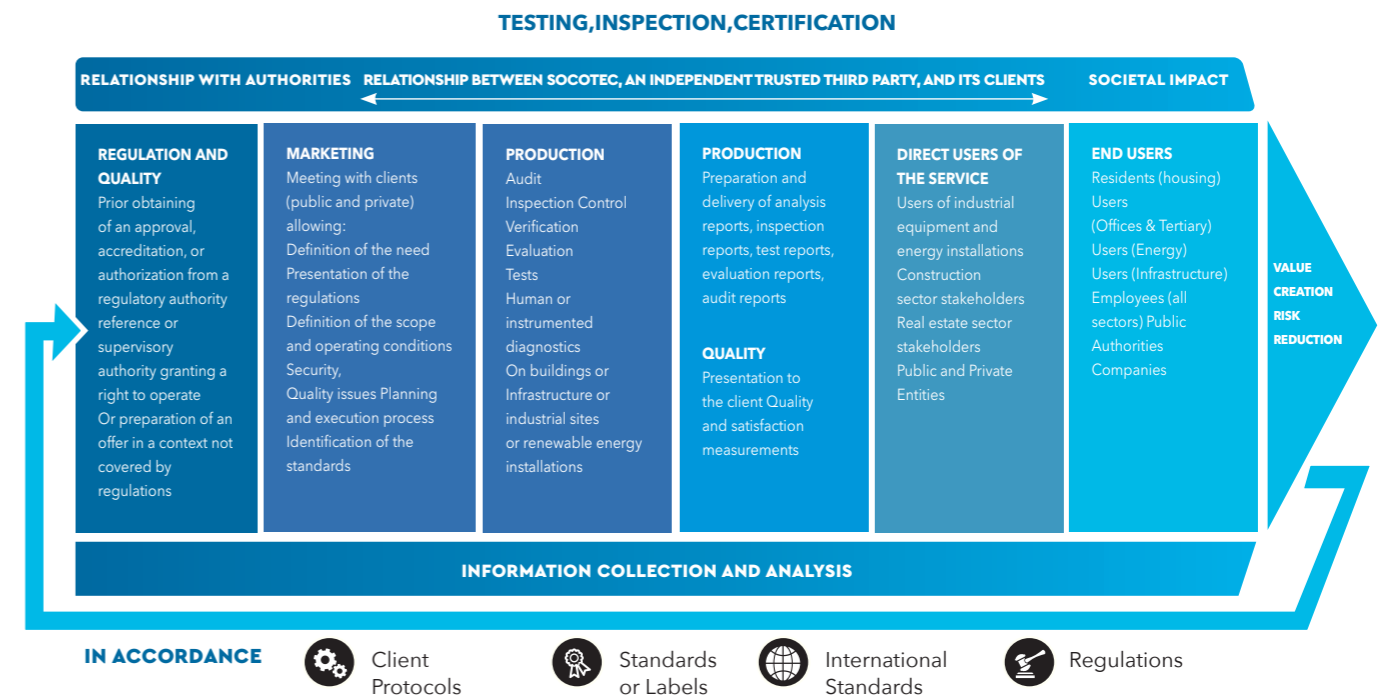 TESTING,INSPECTION,CERTIFICATION
RELATIONSHIP WITH AUTHORITIES
RELATIONSHIP BETWEEN SOCOTEC, AN INDEPENDENT TRUSTED THIRD PARTY, AND ITS CLIENTS
SOCIETAL IMPACT
REGULATION AND
QUALITY
Prior obtaining
of an approval,
accreditation, or
authorization from a
regulatory authority
reference or
supervisory
authority granting a
right to operate
Or preparation of an
offer in a context not
covered by
regulations
MARKETING
Meeting with clients
(public and private)
allowing:
Definition of the need
Presentation of the
regulations
Definition of the scope
and operating conditions
Security,
Quality issues Planning
and execution process
Identification of the
standards
PRODUCTION
Audit
Inspection Control
Verification
Evaluation
Tests
Human or
instrumented
diagnostics
On buildings or
Infrastructure or
industrial sites
or renewable energy
installations
PRODUCTION
Preparation and
delivery of analysis
reports, inspection
reports, test reports,
evaluation reports,
audit reports
QUALITY
Presentation to
the client Quality
and satisfaction
measurements
DIRECT USERS OF
THE SERVICE
Users of industrial
equipment and
energy installations
Construction
sector stakeholders
Real estate sector
stakeholders
Public and Private
Entities
END USERS
Residents (housing)
Users
(Offices & Tertiary)
Users (Energy)
Users (Infrastructure)
Employees (all
sectors) Public
Authorities
Companies
VALUE
CREATION
RISK
REDUCTION
INFORMATION COLLECTION AND ANALYSIS
IN ACCORDANCE
Client
Protocols
Standards
or Labels
International
Standards
Regulations